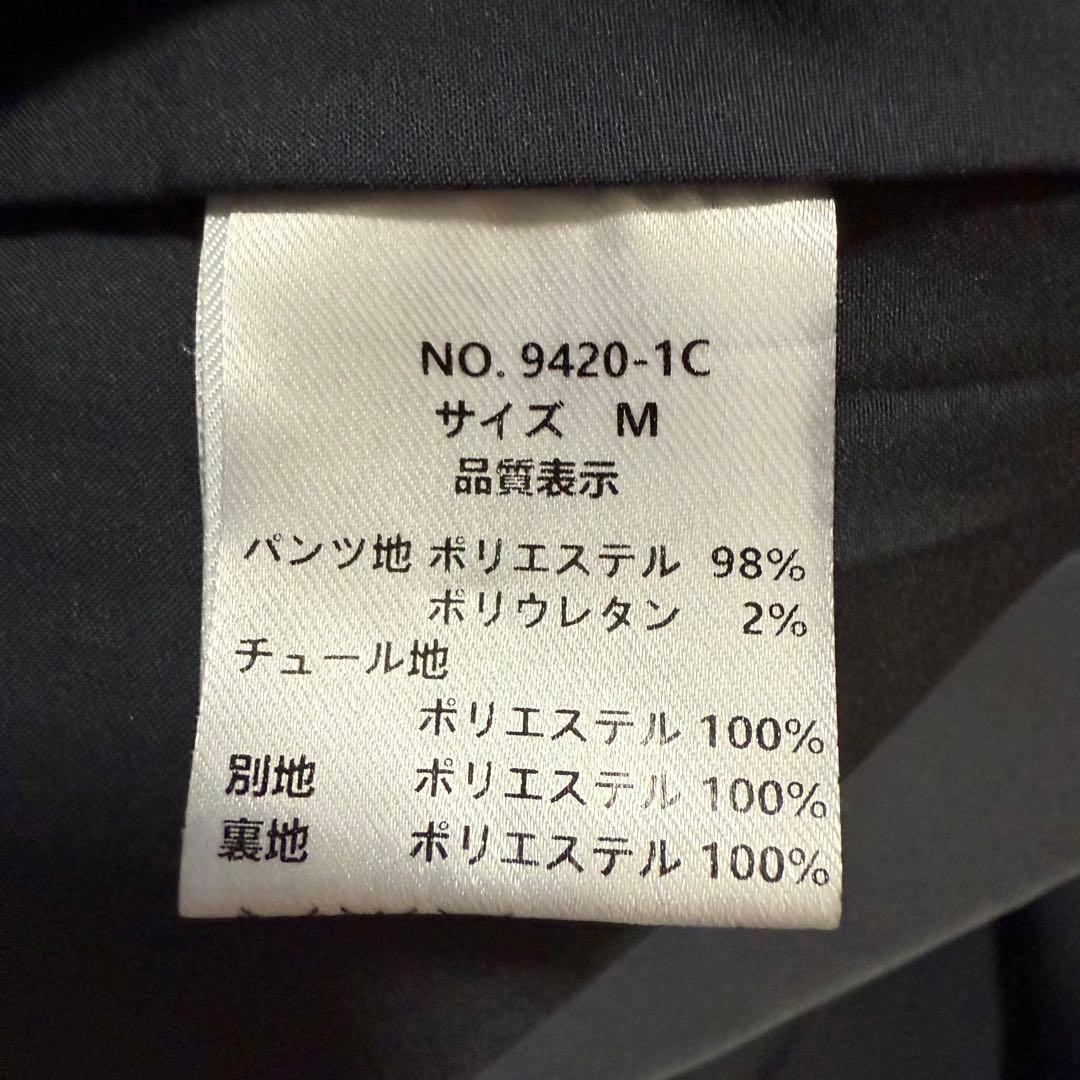 NO. 9420-1C
サイズ M
品質表示
パンツ地 ポリエステル 98%
ポリウレタン 2%
チュール地
ポリエステル 100%
別地 ポリエステル 100%
裏地 ポリエステル 100%